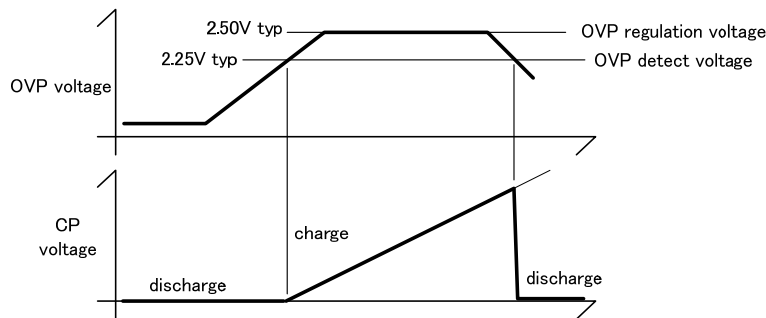 2.50V typ
OVP regulation voltage
2.25V typ
OVP detect voltage
OVP voltage
CP
voltage
charge
discharge
discharge